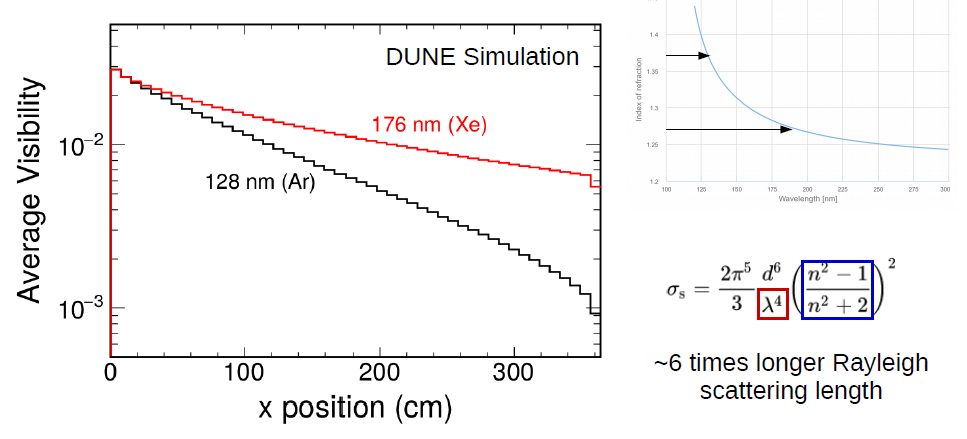 DUNE Simulation
176 nm (Xe)
128 nm (Ar)
Average Visibility
10⁻²
10⁻³
0 100 200 300
x position (cm)
Index of refraction
1.4
1.35
1.3
1.25
1.2
100 125 150 175 200 225 250 275 300
Wavelength [nm]
σₛ = 2π⁵/3 d⁶/λ⁴ (n² − 1/n² + 2)²
~6 times longer Rayleigh
scattering length